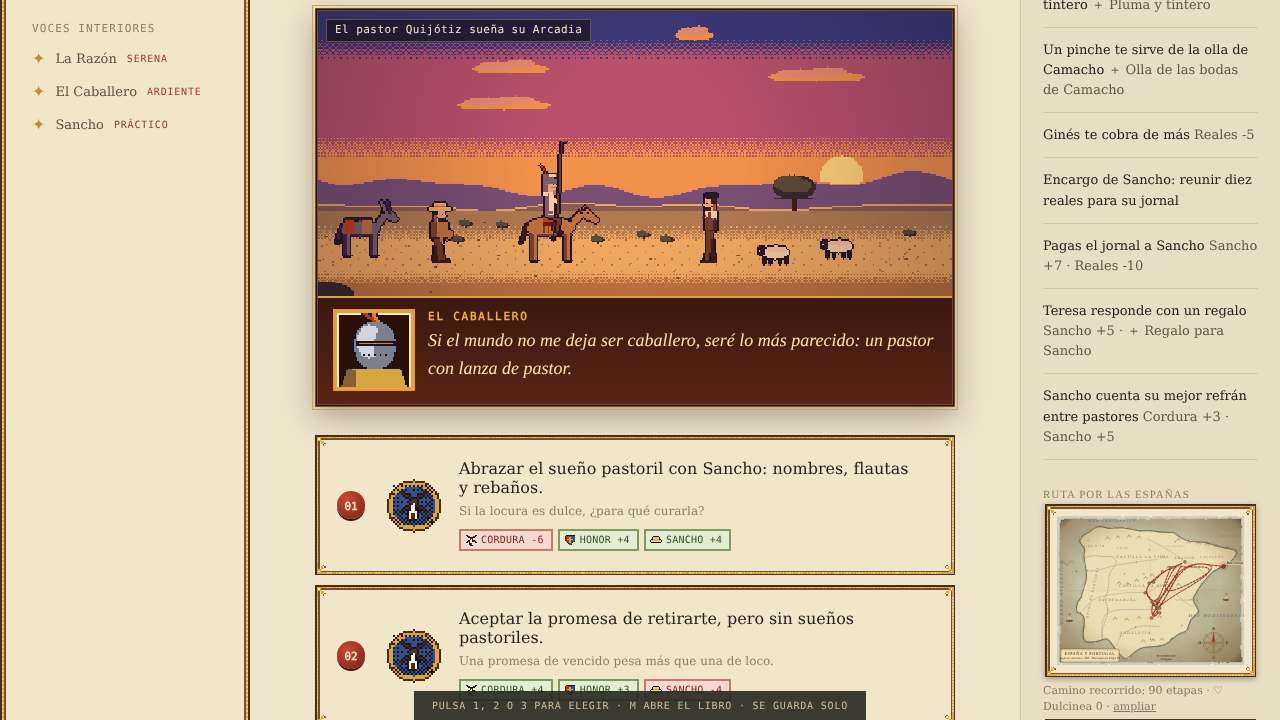 VOCES INTERIORES
La Razón SERENA
El Caballero ARDIENTE
Sancho PRÁCTICO
El pastor Quijótiz sueña su Arcadia
EL CABALLERO
Si el mundo no me deja ser caballero, seré lo más parecido: un pastor
con lanza de pastor.
01
Abrazar el sueño pastoril con Sancho: nombres, flautas
y rebaños.
Si la locura es dulce, ¿para qué curarla?
CORDURA -6 HONOR +4 SANCHO +4
02
Aceptar la promesa de retirarte, pero sin sueños
pastoriles.
Una promesa de vencido pesa más que una de loco.
CORDURA +4 HONOR +3 SANCHO -4
PULSA 1, 2 O 3 PARA ELEGIR · M ABRE EL LIBRO · SE GUARDA SOLO
tintero + Pluma y tintero
Un pinche te sirve de la olla de
Camacho + Olla de las bodas
de Camacho
Ginés te cobra de más Reales -5
Encargo de Sancho: reunir diez
reales para su jornal
Pagas el jornal a Sancho Sancho
+7 · Reales -10
Teresa responde con un regalo
Sancho +5 · + Regalo para
Sancho
Sancho cuenta su mejor refrán
entre pastores Cordura +3 ·
Sancho +5
RUTA POR LAS ESPAÑAS
ESPAÑA Y PORTUGAL
Camino recorrido: 90 etapas · ♡
Dulcinea 0 · ampliar